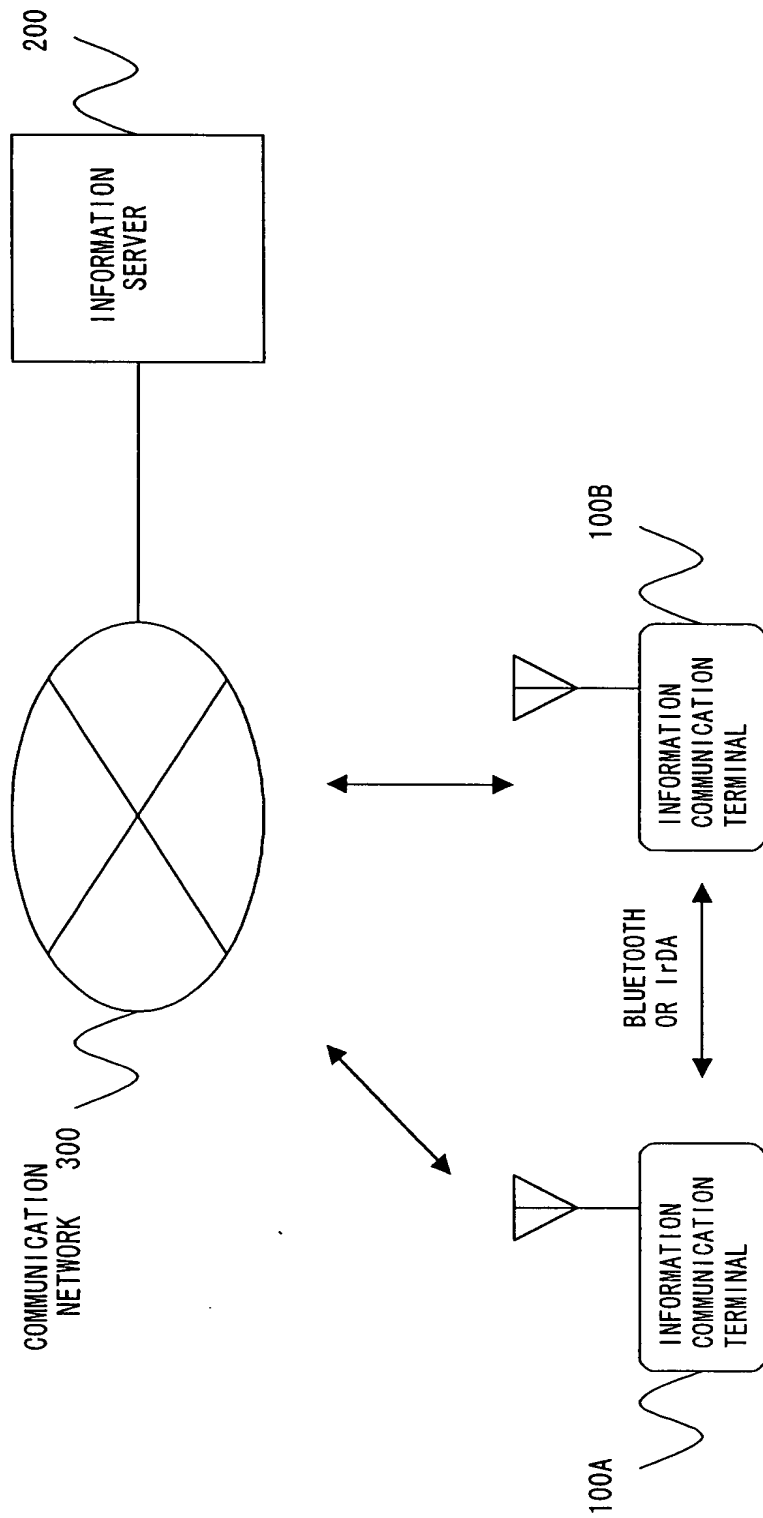 COMMUNICATION
NETWORK 300
INFORMATION
SERVER
200
100A
INFORMATION
COMMUNICATION
TERMINAL
BLUETOOTH
OR IrDA
INFORMATION
COMMUNICATION
TERMINAL
100B